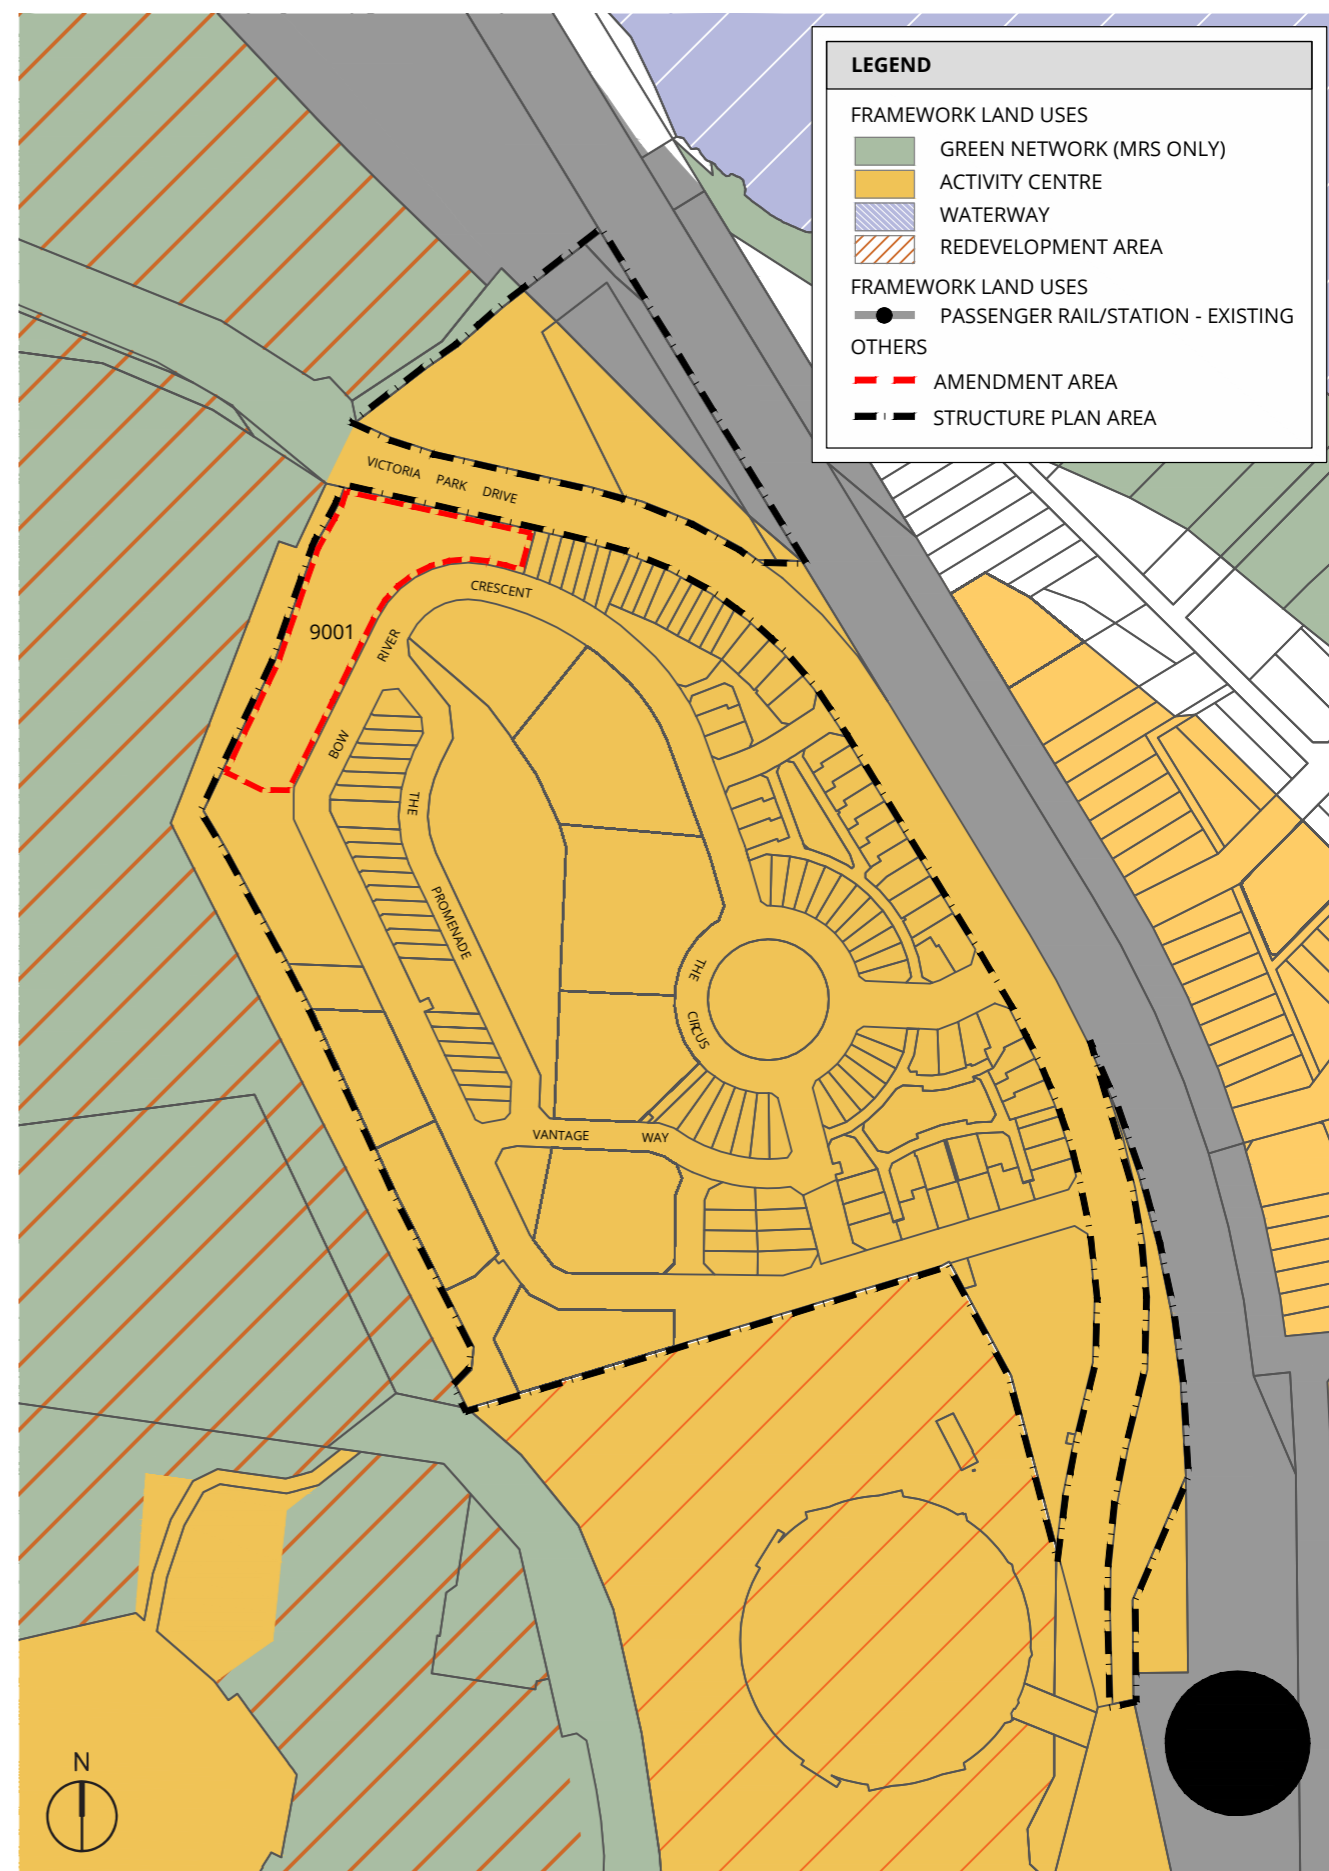 LEGEND
FRAMEWORK LAND USES
GREEN NETWORK (MRS ONLY)
ACTIVITY CENTRE
WATERWAY
REDEVELOPMENT AREA
FRAMEWORK LAND USES
PASSENGER RAIL/STATION - EXISTING
OTHERS
AMENDMENT AREA
STRUCTURE PLAN AREA
VICTORIA PARK DRIVE
CRESCENT
9001
RIVER
BOW
THE
PROMENADE
THE
CIRCUS
VANTAGE WAY
N